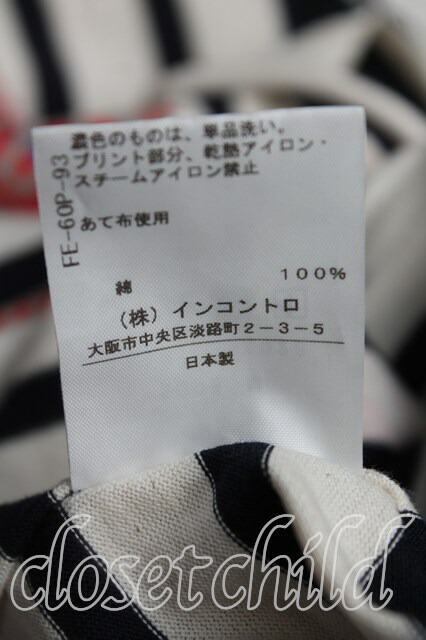 濃色のものは、単品洗い。
プリント部分、乾熱アイロン・
スチームアイロン禁止
FE-60P-93
あて布使用
綿 100%
(株)インコントロ
大阪市中央区淡路町2-3-5
日本製
closet child